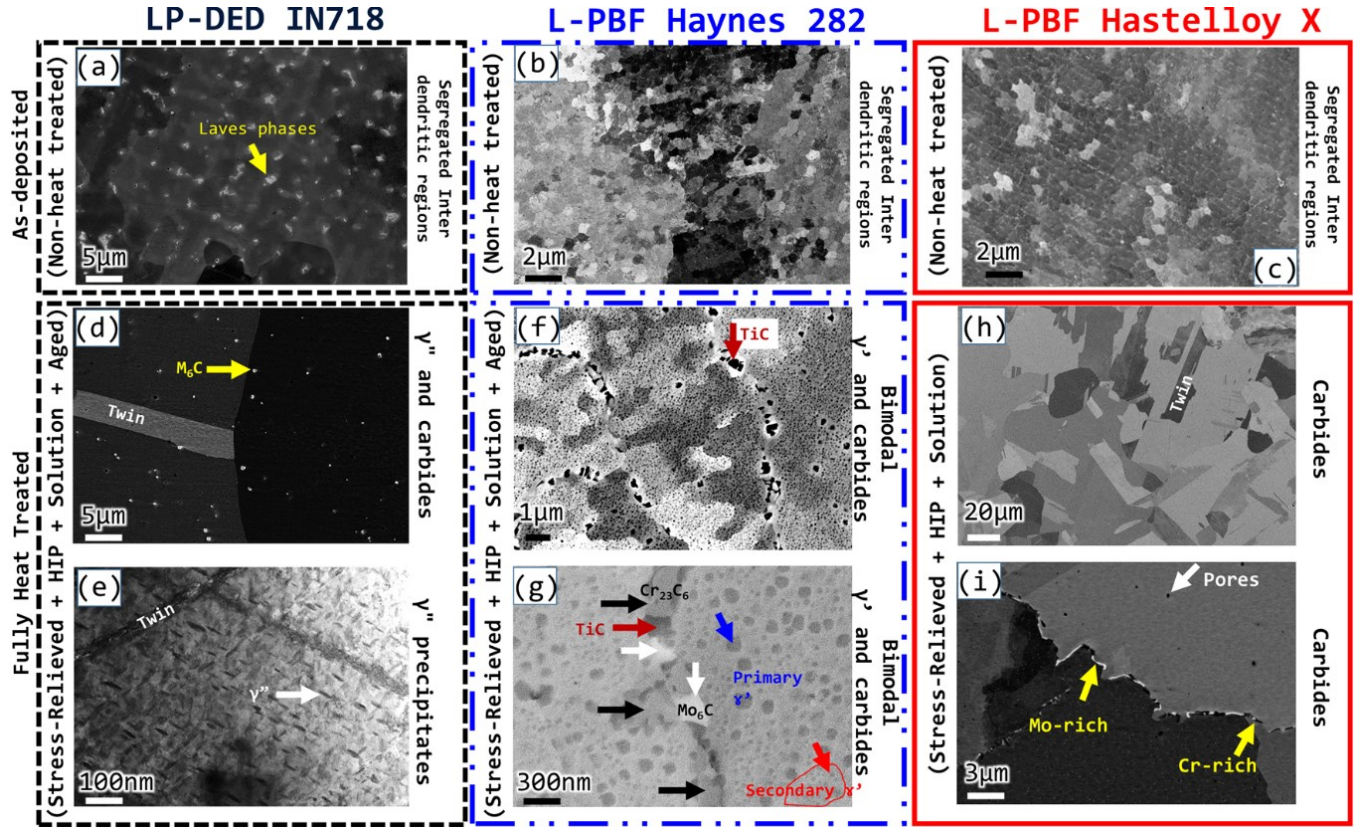 LP-DED IN718
L-PBF Haynes 282
L-PBF Hastelloy X
As-deposited
(Non-heat treated)
(a)
Laves phases
5μm
Segregated Inter
dendritic regions
(Non-heat treated)
(b)
2μm
Segregated Inter
dendritic regions
(Non-heat treated)
2μm
(c)
Segregated Inter
dendritic regions
Fully Heat Treated
(Stress-Relieved + HIP + Solution + Aged)
(d)
M6C
Twin
5μm
γ" and carbides
(e)
Twin
γ"
100nm
γ" precipitates
(Stress-Relieved + HIP + Solution + Aged)
(f)
TiC
1μm
Bimodal
γ' and carbides
(g)
Cr23C6
TiC
Primary
γ'
Mo6C
Secondary γ'
300nm
Bimodal
γ' and carbides
(Stress-Relieved + HIP + Solution)
(h)
Twin
20μm
Carbides
(i)
Pores
Mo-rich
Cr-rich
3μm
Carbides